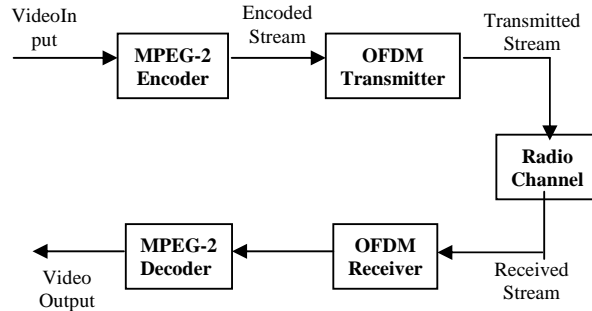 VideoIn
put
MPEG-2
Encoder
Encoded
Stream
OFDM
Transmitter
Transmitted
Stream
Radio
Channel
Received
Stream
OFDM
Receiver
MPEG-2
Decoder
Video
Output